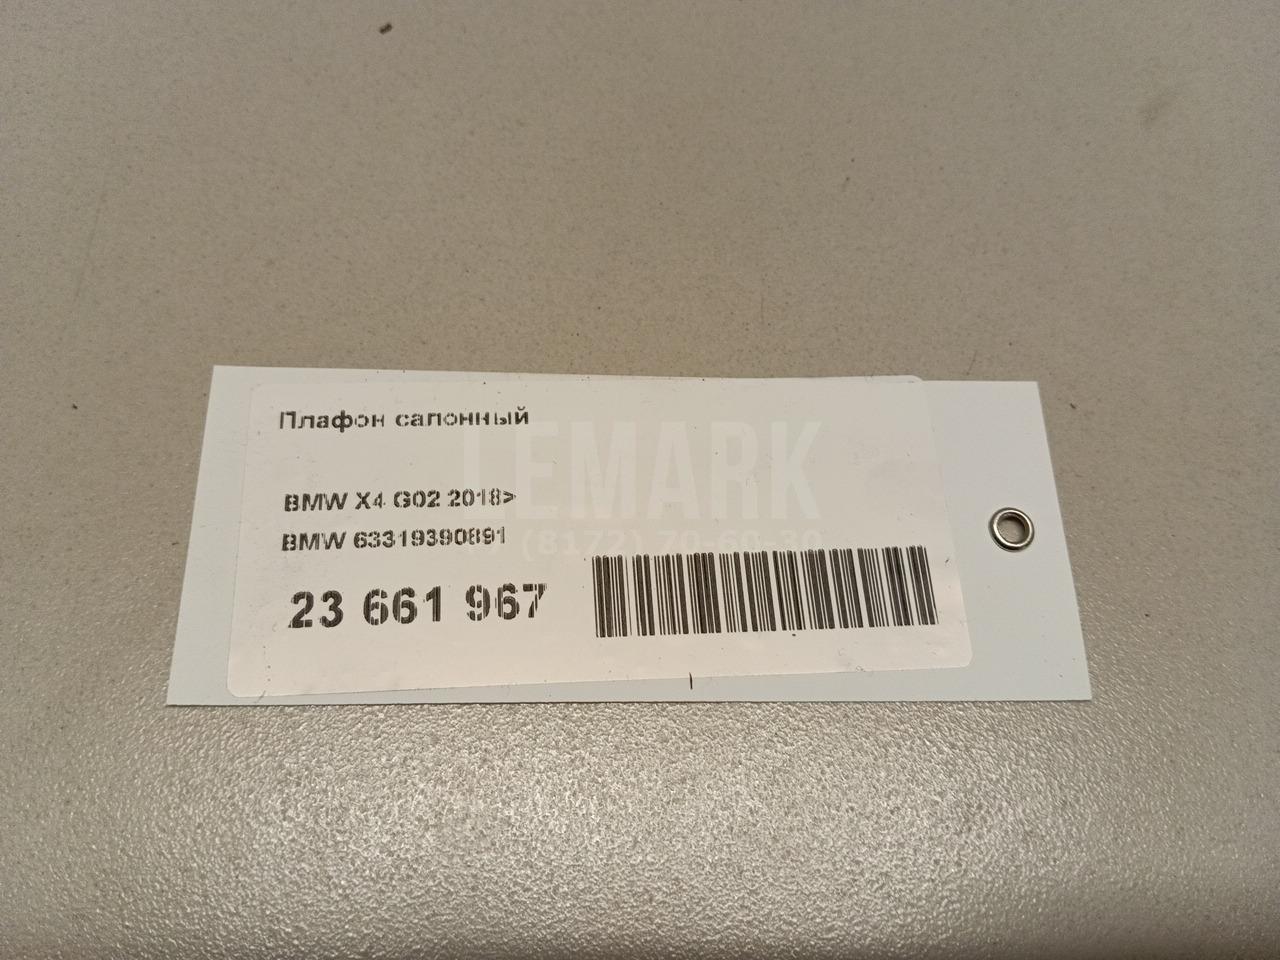 Плафон салонный
LEMARK
BMW X4 G02 2018>
(8172) 70-60-30
BMW 63319390891
23 661 967